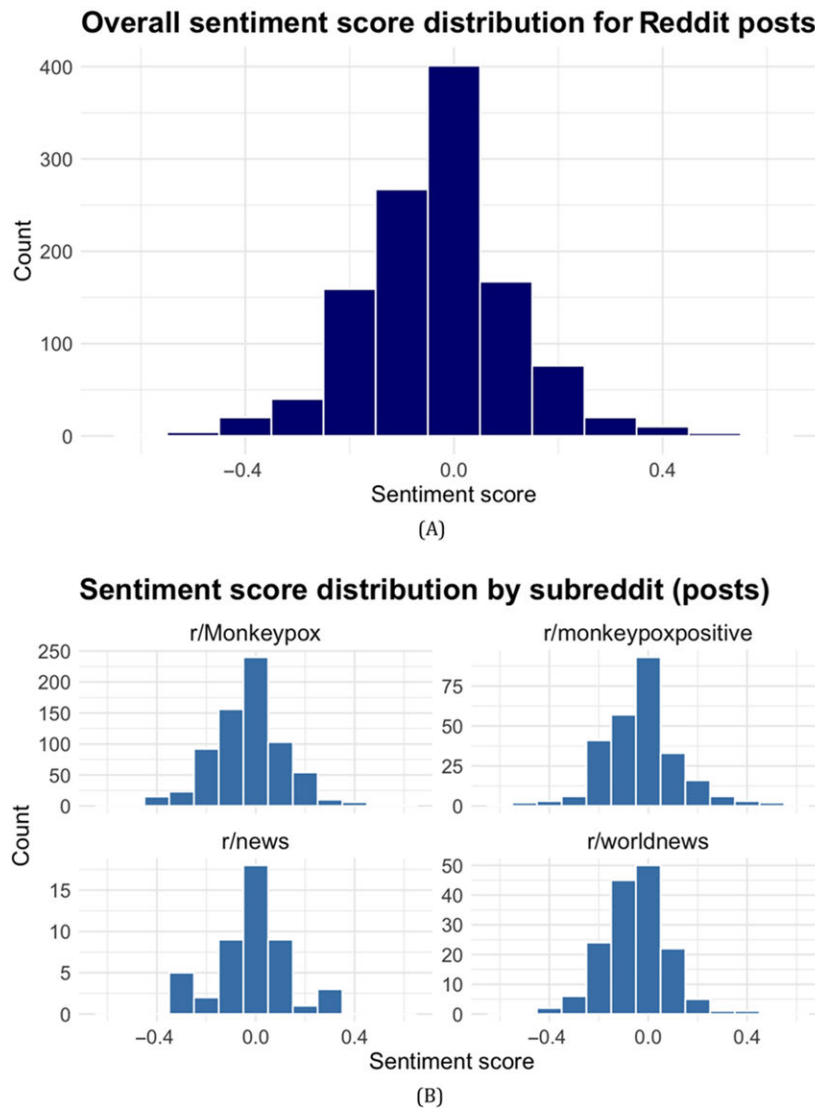 Overall sentiment score distribution for Reddit posts
400
300
200
100
0
Count
−0.4 0.0 0.4
Sentiment score
(A)
Sentiment score distribution by subreddit (posts)
r/Monkeypox r/monkeypoxpositive
250
200
150
100
50
0
75
50
25
0
Count
r/news r/worldnews
15
10
5
0
50
40
30
20
10
0
−0.4 0.0 0.4 −0.4 0.0 0.4
Sentiment score
(B)